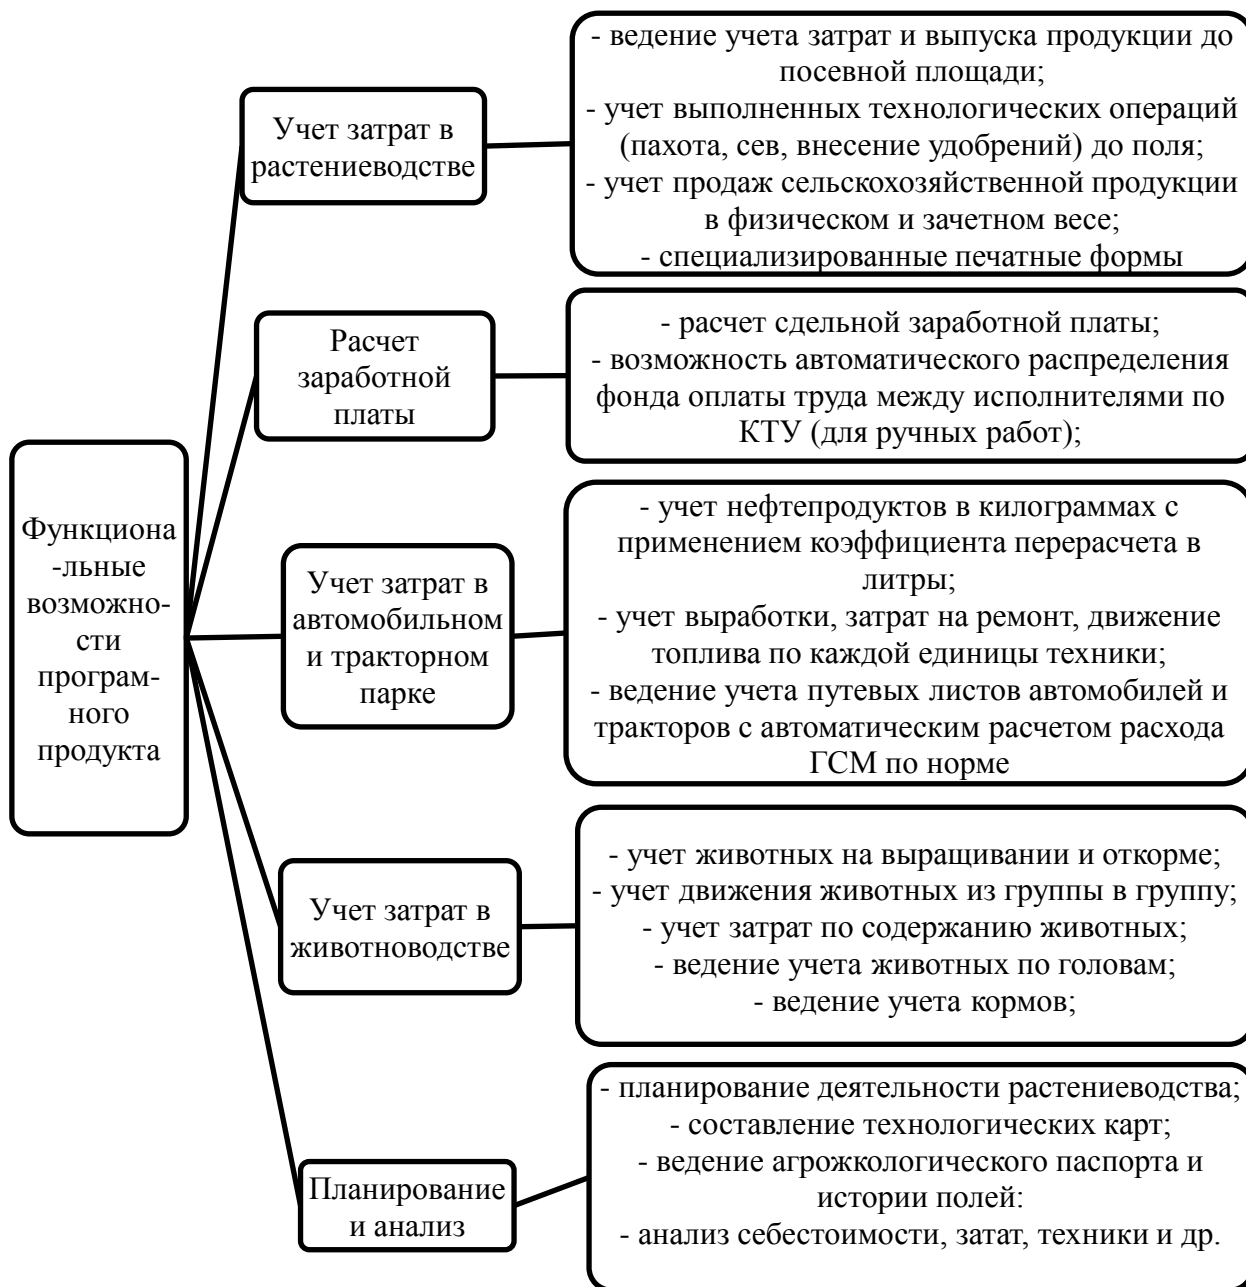 Функциона
-льные
возможно-
сти
програм-
ного
продукта
Учет затрат в
растениеводстве
- ведение учета затрат и выпуска продукции до
посевной площади;
- учет выполненных технологических операций
(пахота, сев, внесение удобрений) до поля;
- учет продаж сельскохозяйственной продукции
в физическом и зачетном весе;
- специализированные печатные формы
Расчет
заработной
платы
- расчет сдельной заработной платы;
- возможность автоматического распределения
фонда оплаты труда между исполнителями по
КТУ (для ручных работ);
Учет затрат в
автомобильном
и тракторном
парке
- учет нефтепродуктов в килограммах с
применением коэффициента перерасчета в
литры;
- учет выработки, затрат на ремонт, движение
топлива по каждой единицы техники;
- ведение учета путевых листов автомобилей и
тракторов с автоматическим расчетом расхода
ГСМ по норме
Учет затрат в
животноводстве
- учет животных на выращивании и откорме;
- учет движения животных из группы в группу;
- учет затрат по содержанию животных;
- ведение учета животных по головам;
- ведение учета кормов;
Планирование
и анализ
- планирование деятельности растениеводства;
- составление технологических карт;
- ведение агрожкологического паспорта и
истории полей:
- анализ себестоимости, затат, техники и др.